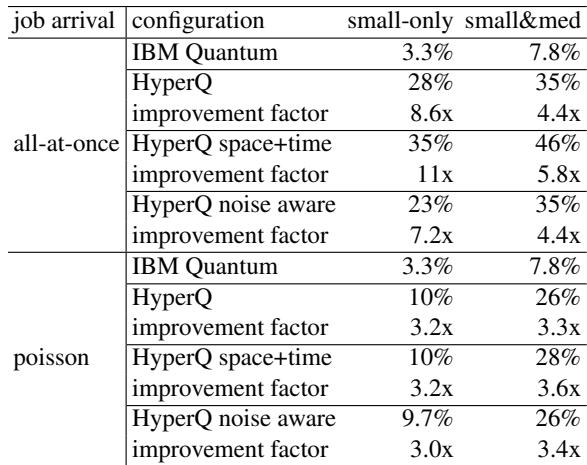 job arrival configuration small-only small&med
IBM Quantum 3.3% 7.8%
HyperQ 28% 35%
improvement factor 8.6x 4.4x
all-at-once HyperQ space+time 35% 46%
improvement factor 11x 5.8x
HyperQ noise aware 23% 35%
improvement factor 7.2x 4.4x
IBM Quantum 3.3% 7.8%
HyperQ 10% 26%
improvement factor 3.2x 3.3x
poisson HyperQ space+time 10% 28%
improvement factor 3.2x 3.6x
HyperQ noise aware 9.7% 26%
improvement factor 3.0x 3.4x